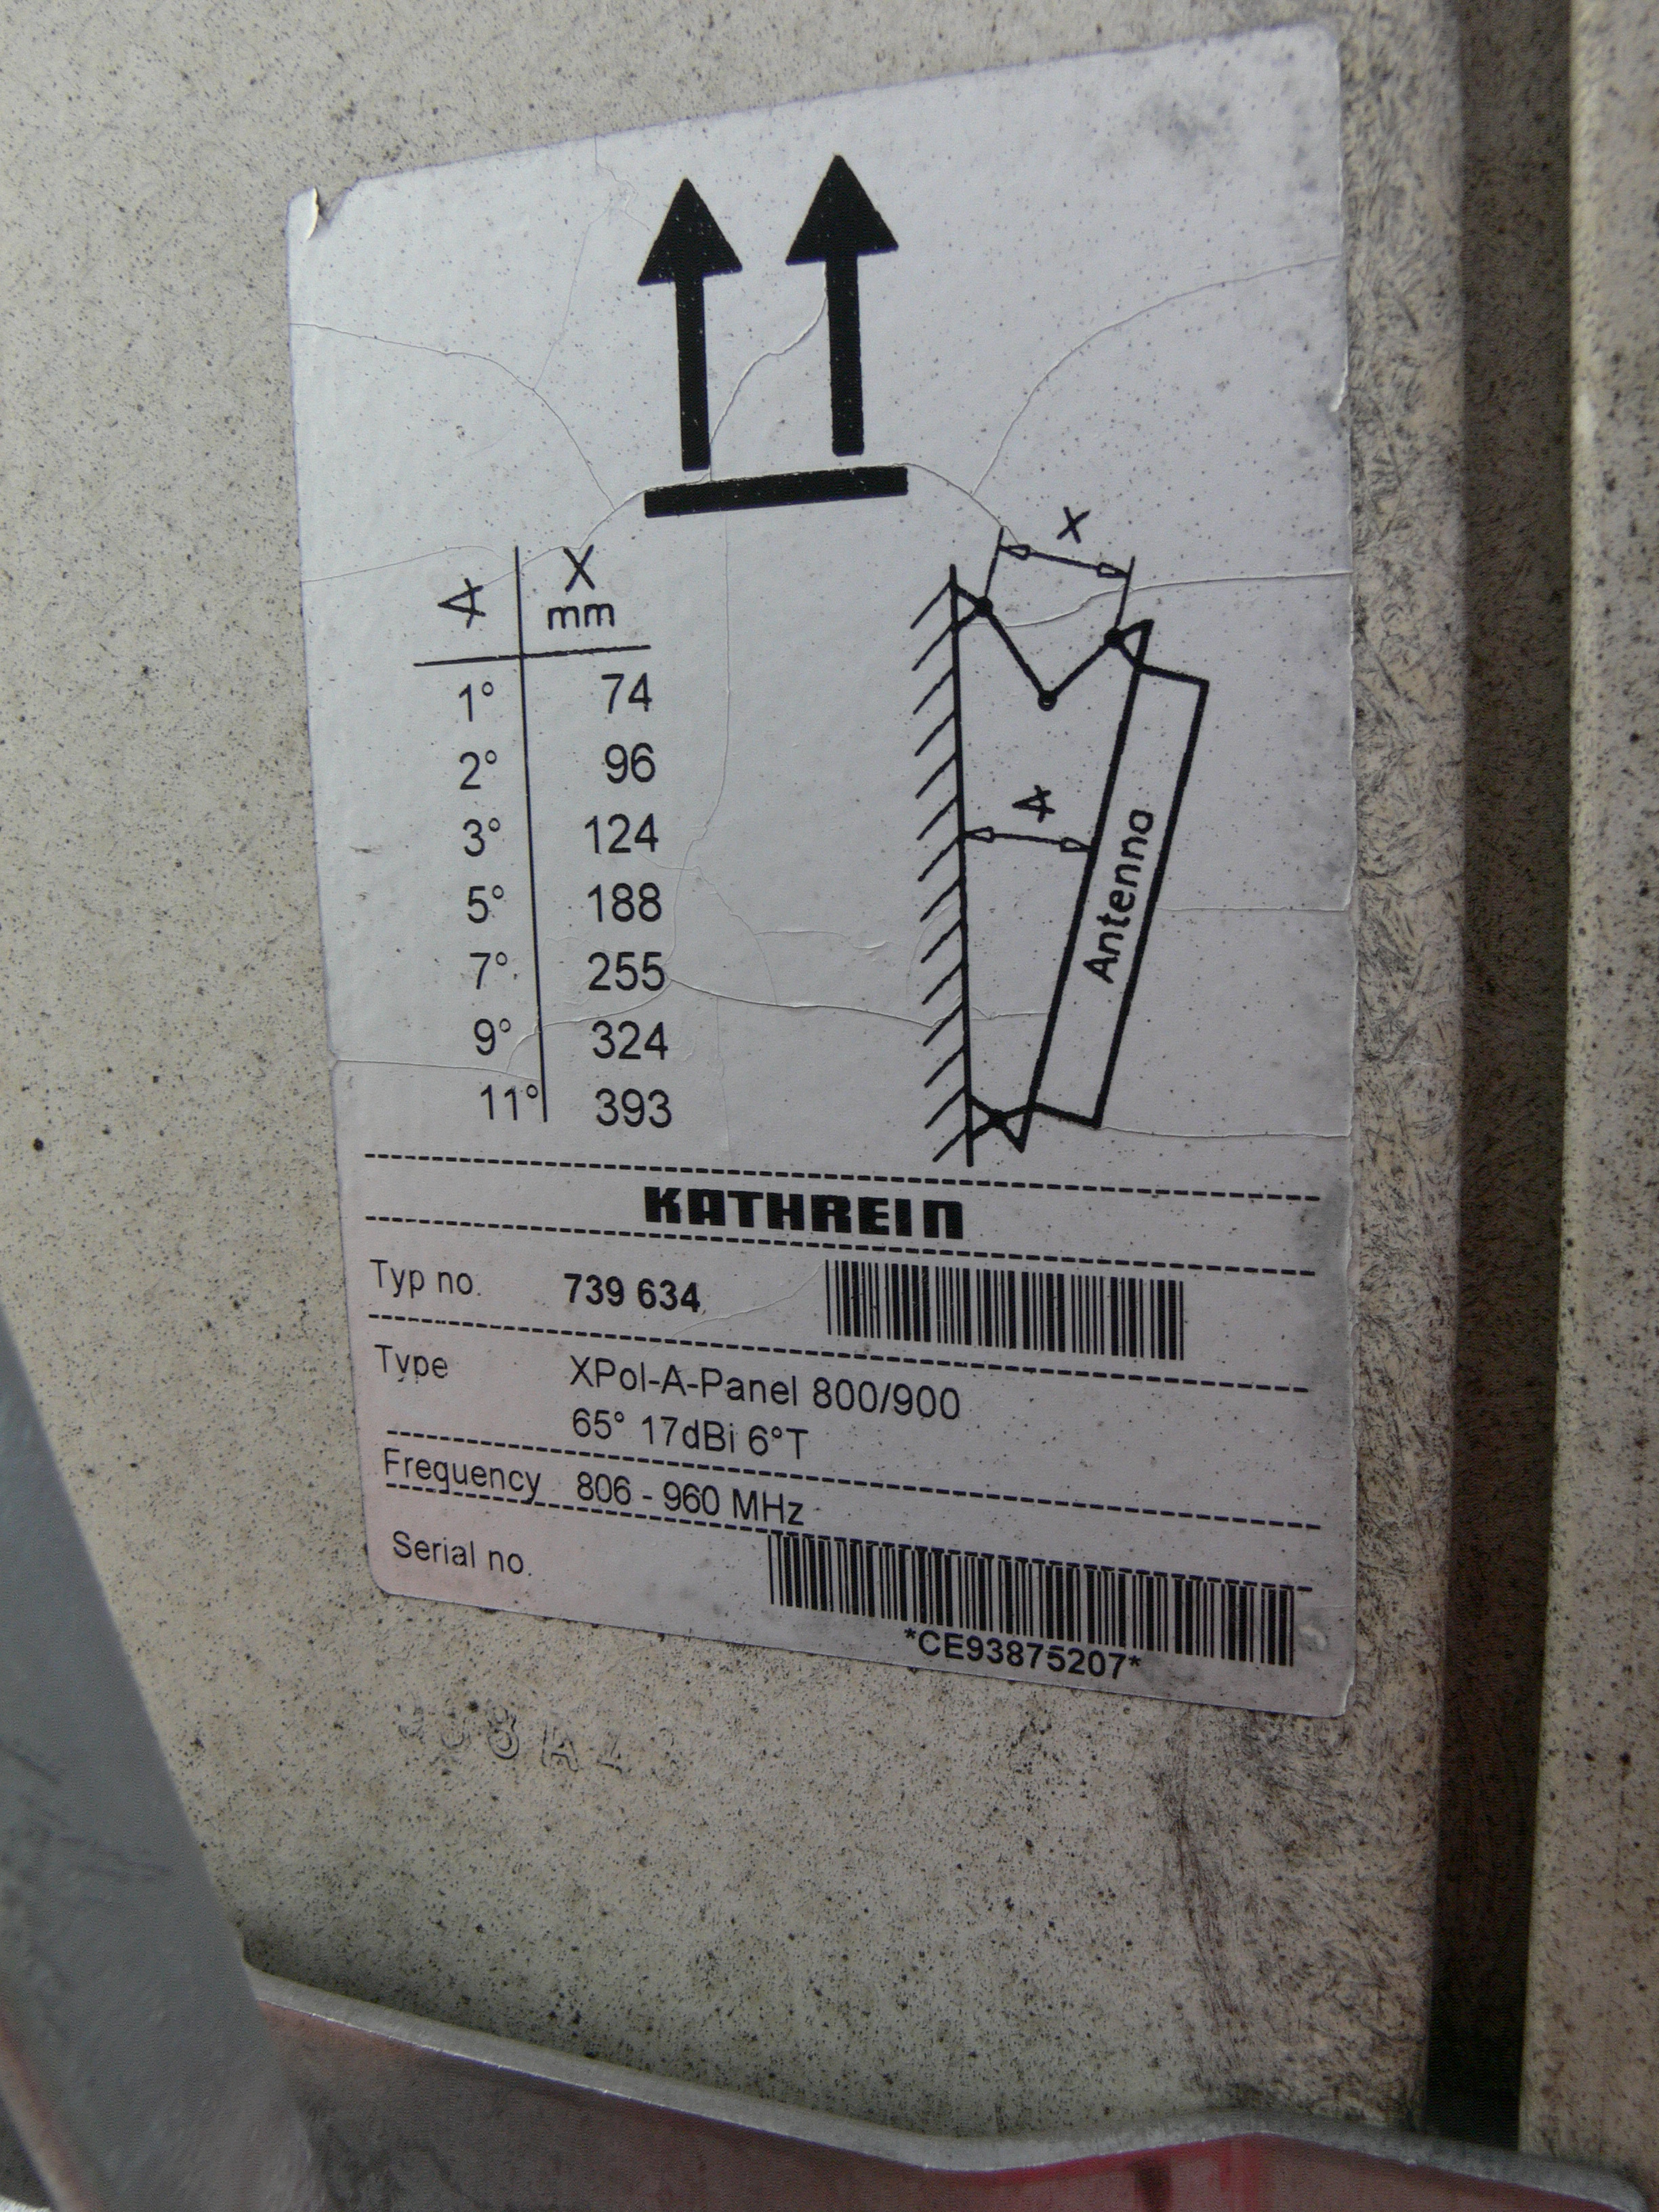 X
∢ X
mm
1° 74
2° 96
3° 124
5° 188
7° 255
9° 324
11° 393
∢
Antenna
KATHREIN
Typ no. 739 634
Type XPol-A-Panel 800/900
65° 17dBi 6°T
Frequency 806 - 960 MHz
Serial no.
*CE93875207*